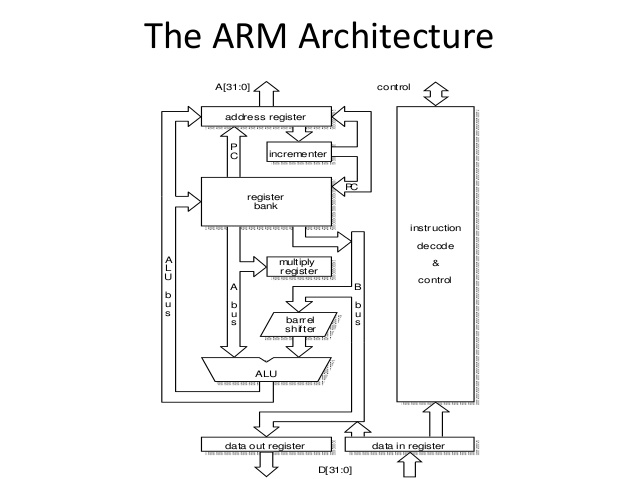 The ARM Architecture
A[31:0]
control
address register
P
C
incrementer
PC
register
bank
instruction
decode
&
control
multiply
register
A
L
U
b
u
s
A
b
u
s
B
b
u
s
barrel
shifter
ALU
data out register
data in register
D[31:0]